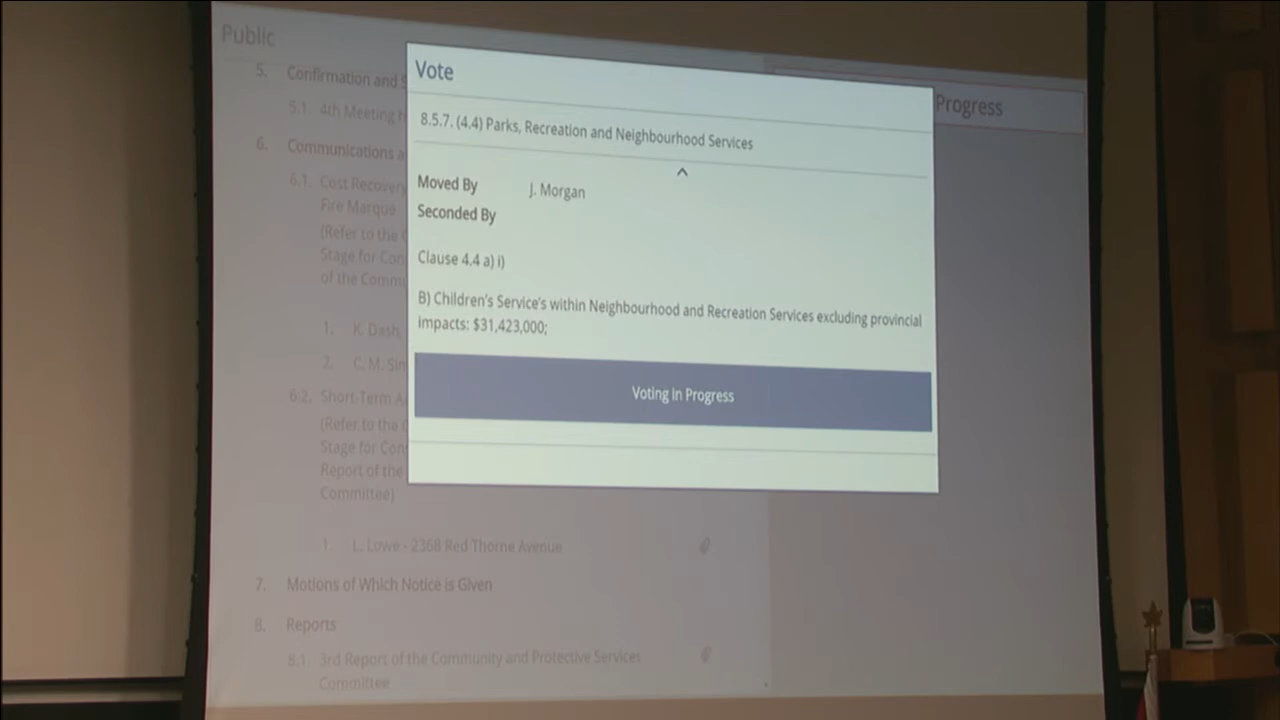 Public
5. Confirmation and
5.1. 4th Meeting
6. Communications a
6.1. Cost Recovery
Fire Marque
(Refer to the C
Stage for Con
of the Comm
1. K. Dash
2. C. M. Sin
6.2. Short-Term A
(Refer to the C
Stage for Con
Report of the
Committee)
1. L. Lowe - 2368 Red Thorne Avenue
7. Motions of Which Notice is Given
8. Reports
8.1. 3rd Report of the Community and Protective Services
Committee
Progress
Vote
8.5.7. (4.4) Parks, Recreation and Neighbourhood Services
Moved By J. Morgan
Seconded By
Clause 4.4 a) i)
B) Children's Service's within Neighbourhood and Recreation Services excluding provincial
impacts: $31,423,000;
Voting in Progress